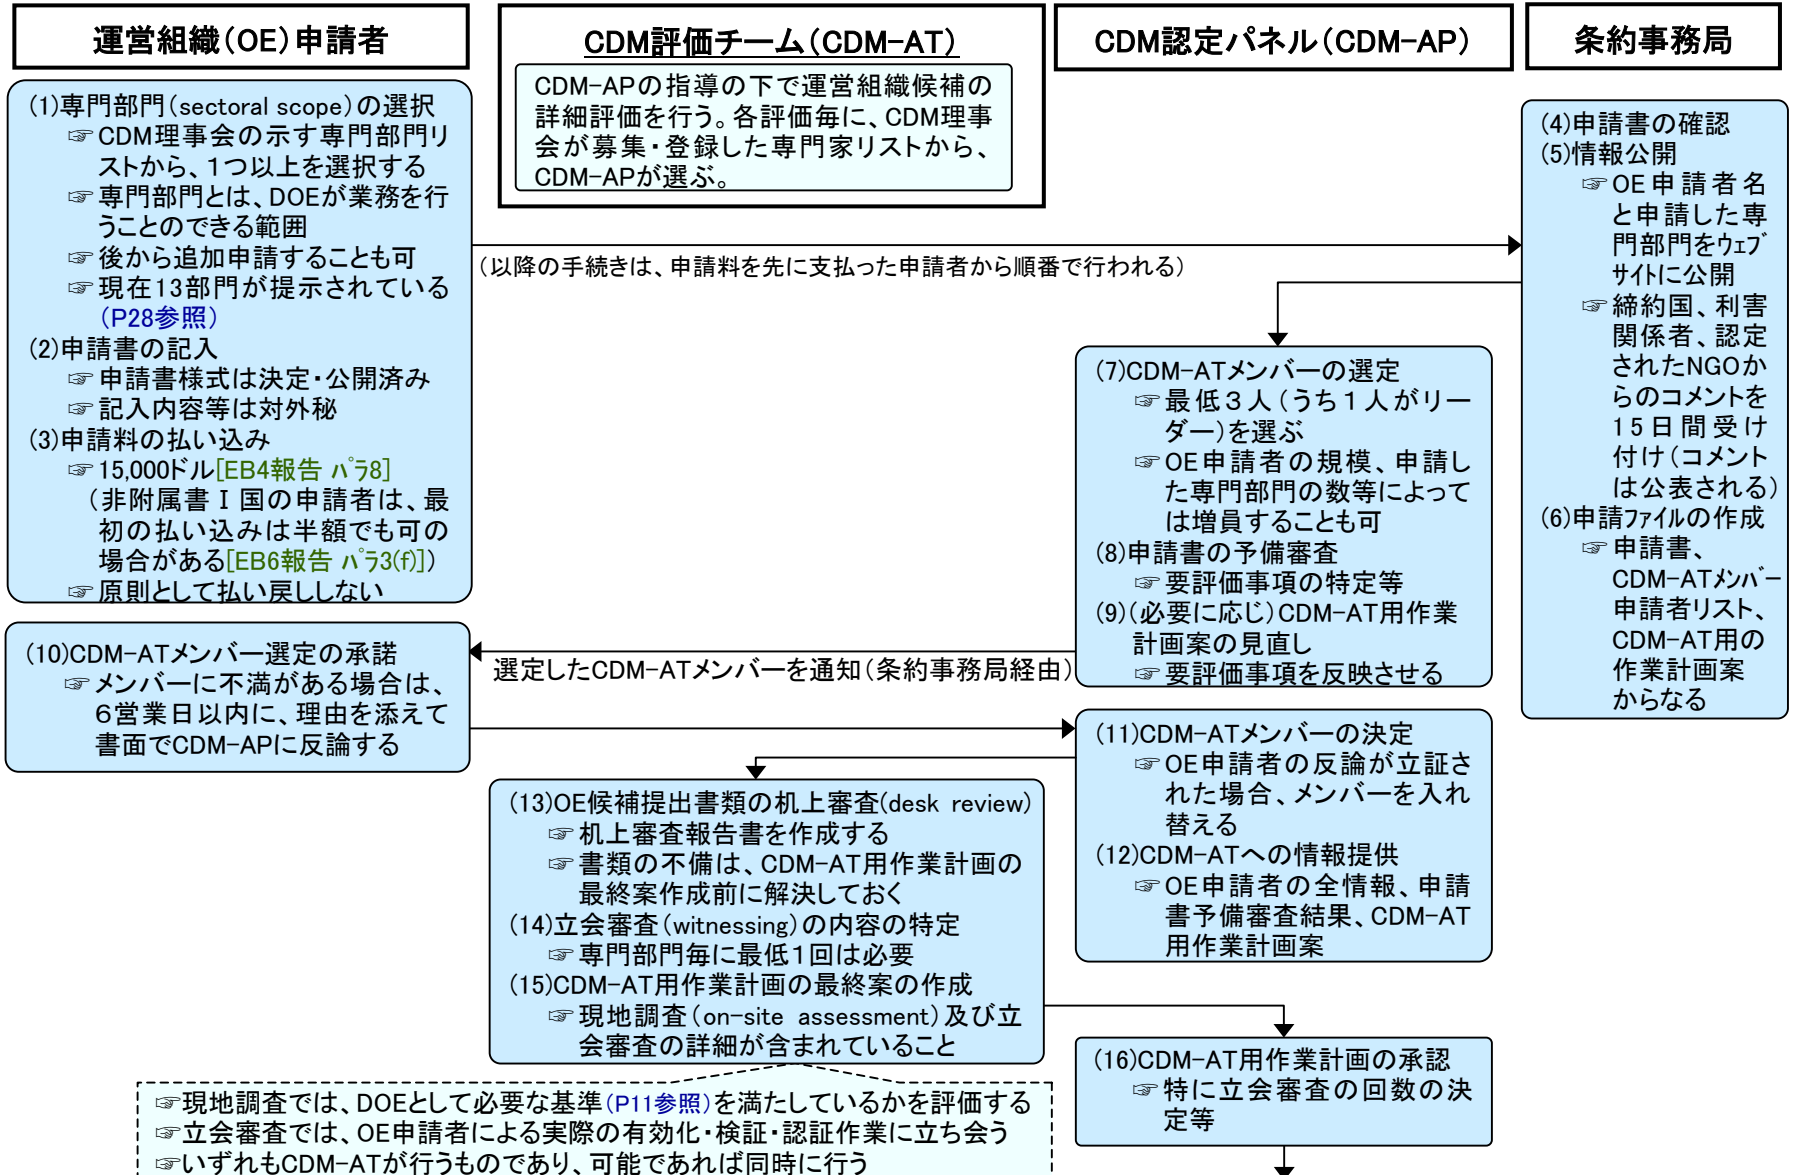 運営組織(OE)申請者
CDM評価チーム(CDM-AT)
CDM-APの指導の下で運営組織候補の
詳細評価を行う。各評価毎に、CDM理事
会が募集・登録した専門家リストから、
CDM-APが選ぶ。
CDM認定パネル(CDM-AP)
条約事務局
(1)専門部門(sectoral scope)の選択
☞CDM理事会の示す専門部門リ
ストから、1つ以上を選択する
☞専門部門とは、DOEが業務を行
うことのできる範囲
☞後から追加申請することも可
☞現在13部門が提示されている
(P28参照)
(2)申請書の記入
☞申請書様式は決定・公開済み
☞記入内容等は対外秘
(3)申請料の払い込み
☞15,000ドル[EB4報告 パラ8]
(非附属書Ⅰ国の申請者は、最
初の払い込みは半額でも可の
場合がある[EB6報告 パラ3(f)])
☞原則として払い戻ししない
(以降の手続きは、申請料を先に支払った申請者から順番で行われる)
(4)申請書の確認
(5)情報公開
☞OE申請者名
と申請した専
門部門をウェブ
サイトに公開
☞締約国、利害
関係者、認定
されたNGOか
らのコメントを
15日間受け
付け(コメント
は公表される)
(6)申請ファイルの作成
☞申請書、
CDM-ATメンバー
申請者リスト、
CDM-AT用の
作業計画案
からなる
(7)CDM-ATメンバーの選定
☞最低3人(うち1人がリー
ダー)を選ぶ
☞OE申請者の規模、申請し
た専門部門の数等によって
は増員することも可
(8)申請書の予備審査
☞要評価事項の特定等
(9)(必要に応じ)CDM-AT用作業
計画案の見直し
☞要評価事項を反映させる
選定したCDM-ATメンバーを通知(条約事務局経由)
(10)CDM-ATメンバー選定の承諾
☞メンバーに不満がある場合は、
6営業日以内に、理由を添えて
書面でCDM-APに反論する
(11)CDM-ATメンバーの決定
☞OE申請者の反論が立証さ
れた場合、メンバーを入れ
替える
(12)CDM-ATへの情報提供
☞OE申請者の全情報、申請
書予備審査結果、CDM-AT
用作業計画案
(13)OE候補提出書類の机上審査(desk review)
☞机上審査報告書を作成する
☞書類の不備は、CDM-AT用作業計画の
最終案作成前に解決しておく
(14)立会審査(witnessing)の内容の特定
☞専門部門毎に最低1回は必要
(15)CDM-AT用作業計画の最終案の作成
☞現地調査(on-site assessment)及び立
会審査の詳細が含まれていること
(16)CDM-AT用作業計画の承認
☞特に立会審査の回数の決
定等
☞現地調査では、DOEとして必要な基準(P11参照)を満たしているかを評価する
☞立会審査では、OE申請者による実際の有効化・検証・認証作業に立ち会う
☞いずれもCDM-ATが行うものであり、可能であれば同時に行う